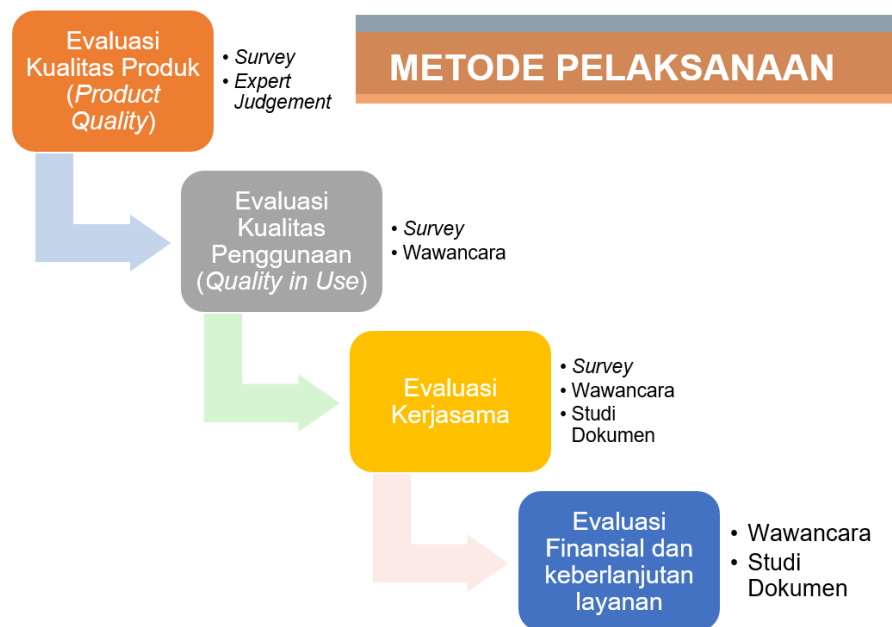 METODE PELAKSANAAN
Evaluasi
Kualitas Produk
(Product
Quality)
• Survey
• Expert
Judgement
Evaluasi
Kualitas
Penggunaan
(Quality in Use)
• Survey
• Wawancara
Evaluasi
Kerjasama
• Survey
• Wawancara
• Studi
Dokumen
Evaluasi
Finansial dan
keberlanjutan
layanan
• Wawancara
• Studi
Dokumen